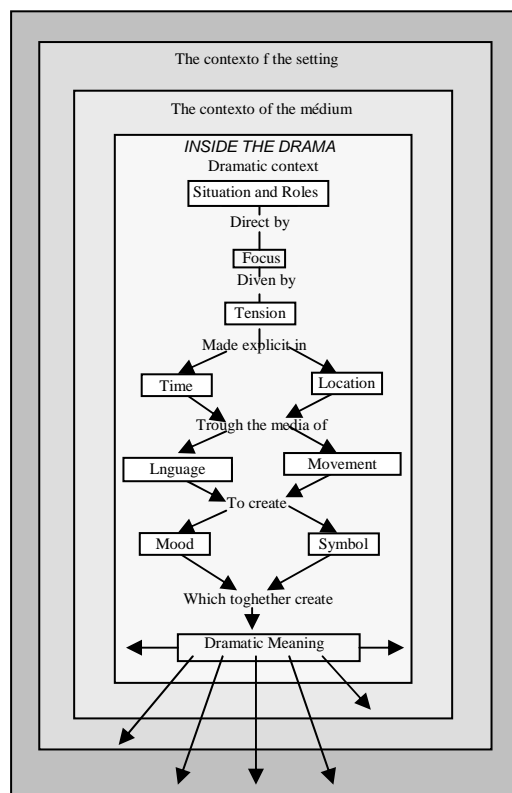 The contexto f the setting
The contexto of the médium
INSIDE THE DRAMA
Dramatic context
Situation and Roles
Direct by
Focus
Diven by
Tension
Made explicit in
Time
Location
Trough the media of
Lnguage
Movement
To create
Mood
Symbol
Which toghether create
Dramatic Meaning